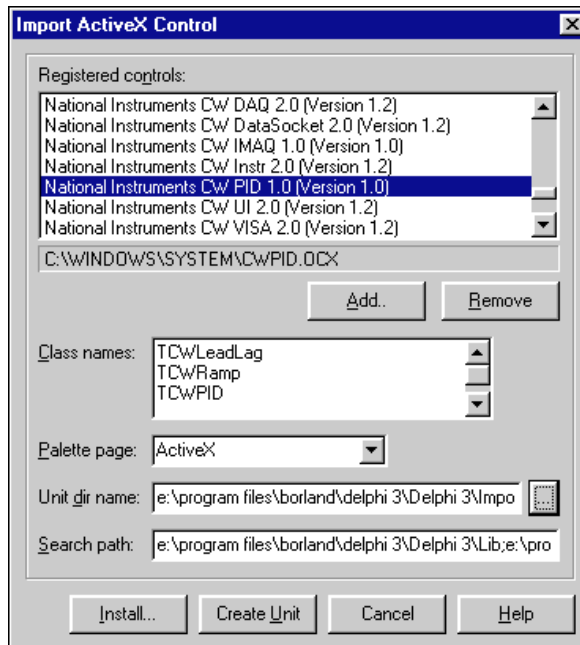 Import ActiveX Control
Registered controls:
National Instruments CW DAQ 2.0 (Version 1.2)
National Instruments CW DataSocket 2.0 (Version 1.2)
National Instruments CW IMAQ 1.0 (Version 1.0)
National Instruments CW Instr 2.0 (Version 1.2)
National Instruments CW PID 1.0 (Version 1.0)
National Instruments CW UI 2.0 (Version 1.2)
National Instruments CW VISA 2.0 (Version 1.2)
C:\WINDOWS\SYSTEM\CWPID.OCX
Add..
Remove
Class names:
TCWLeadLag
TCWRamp
TCWPID
Palette page:
ActiveX
Unit dir name:
e:\program files\borland\delphi 3\Delphi 3\Impo
...
Search path:
e:\program files\borland\delphi 3\Delphi 3\Lib;e:\pro
Install...
Create Unit
Cancel
Help